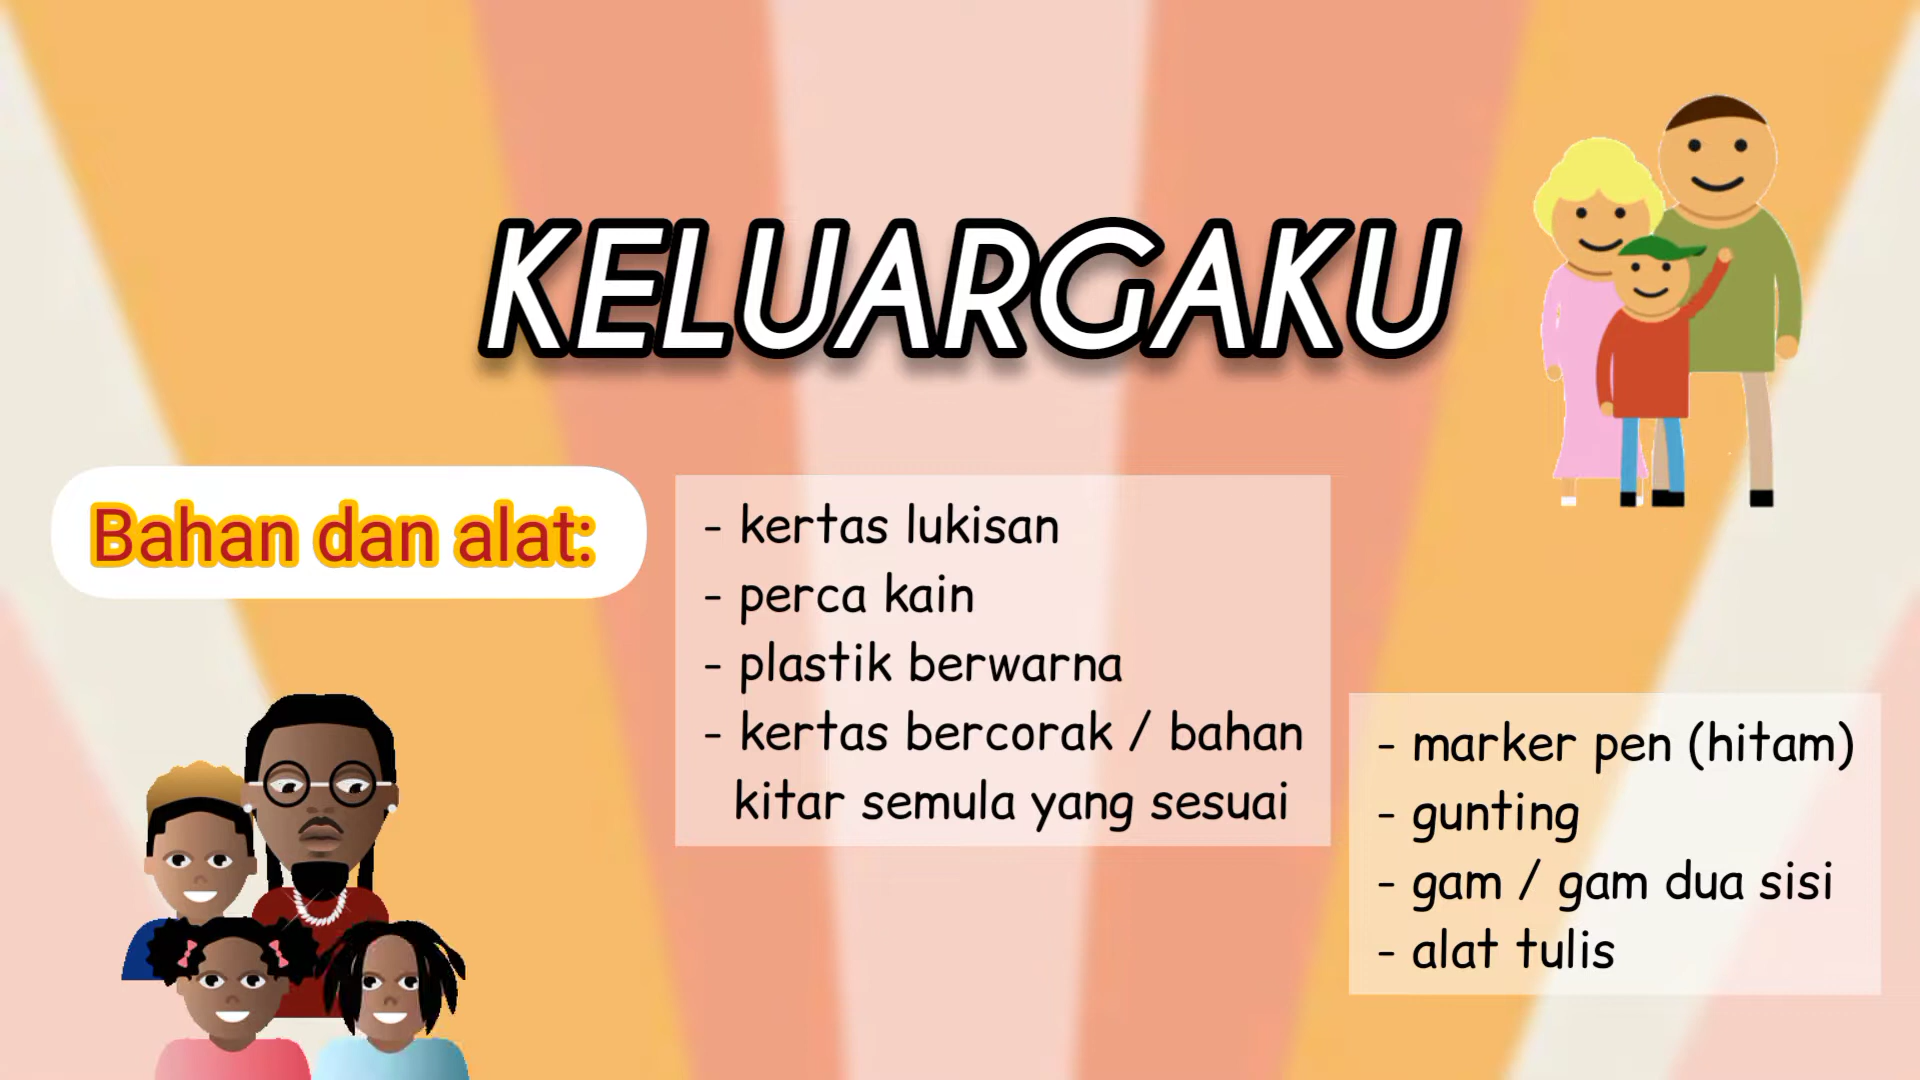 KELUARGAKU
Bahan dan alat:
- kertas lukisan
- perca kain
- plastik berwarna
- kertas bercorak / bahan
kitar semula yang sesuai
- marker pen (hitam)
- gunting
- gam / gam dua sisi
- alat tulis